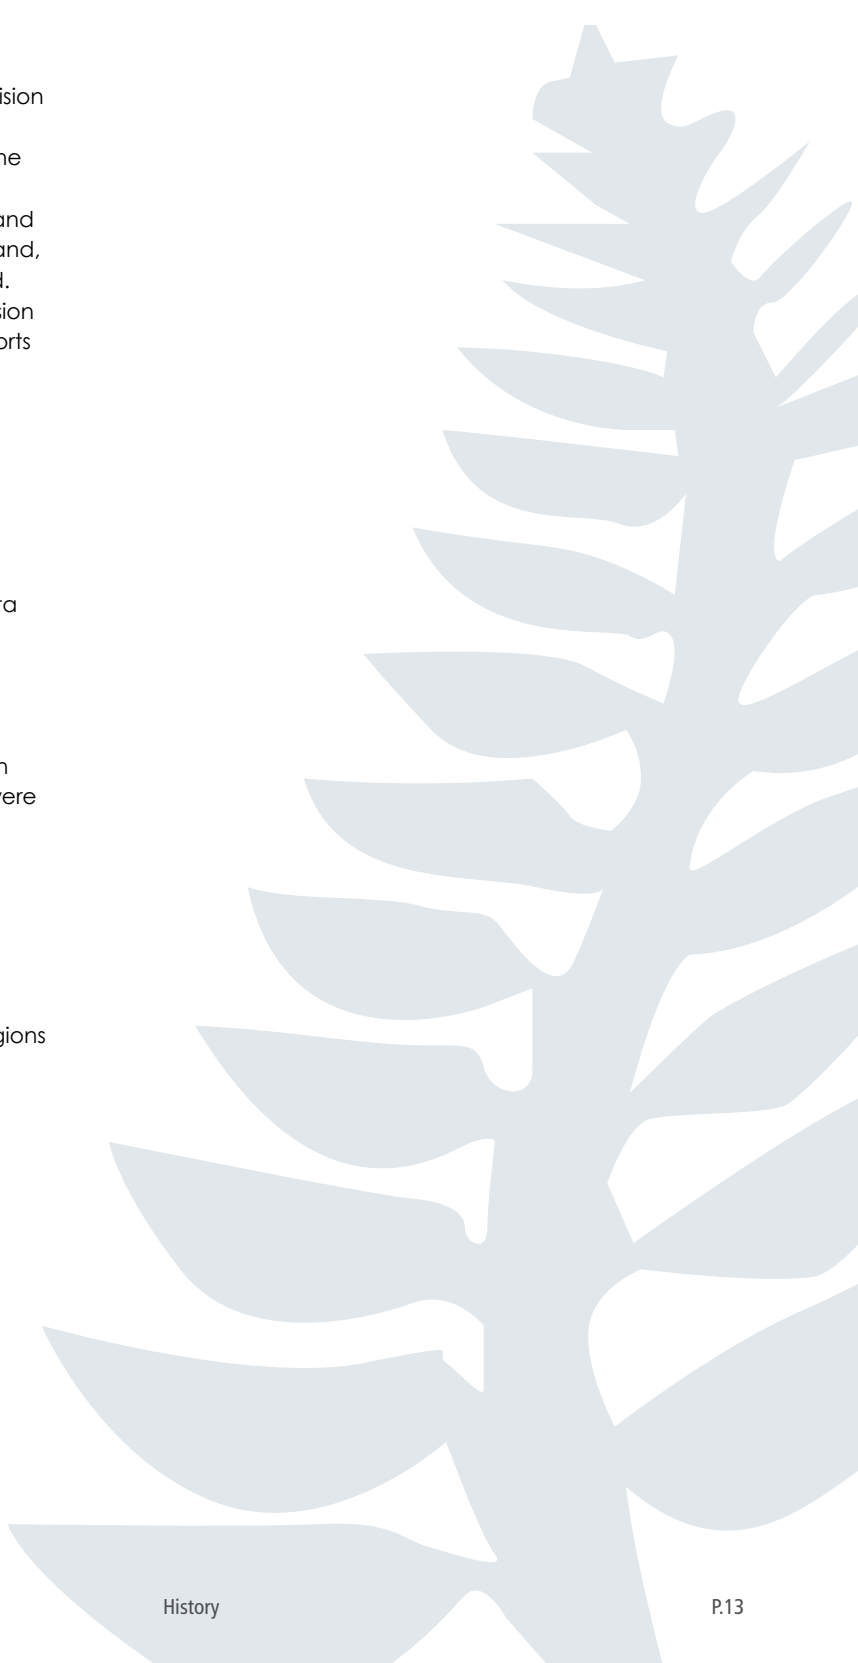 ision
ne
and
and,
d.
sion
orts
ra
n
vere
gions
History P.13